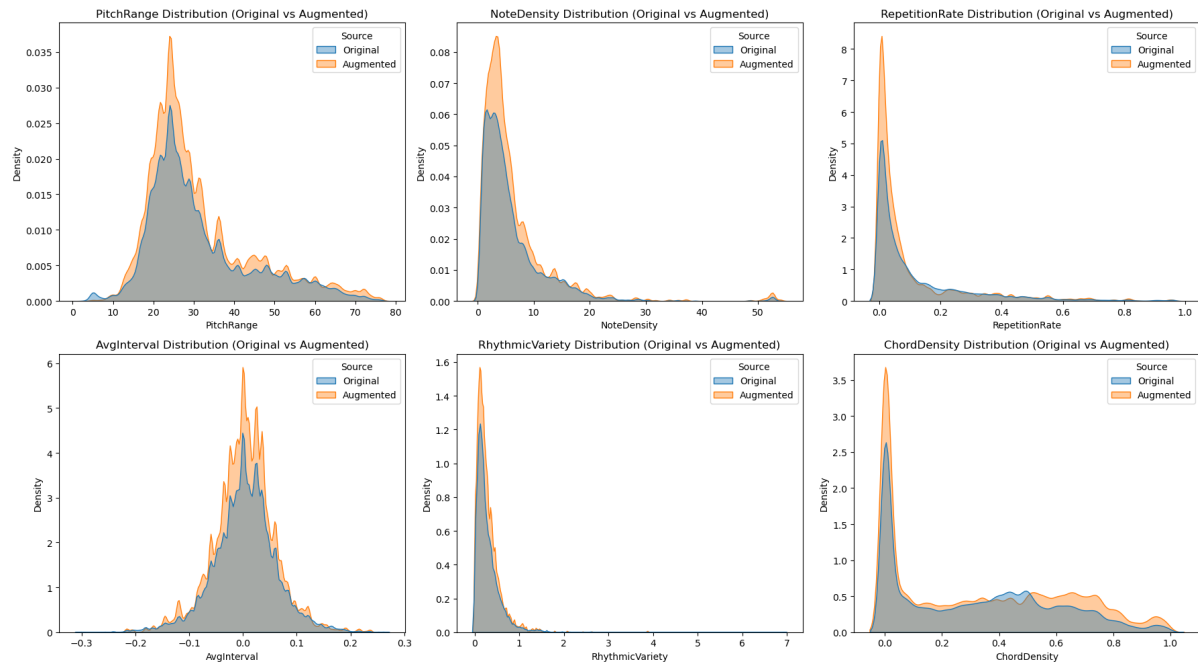 PitchRange Distribution (Original vs Augmented)
Source
Original
Augmented
Density
0.035
0.030
0.025
0.020
0.015
0.010
0.005
0.000
0 10 20 30 40 50 60 70 80
PitchRange
NoteDensity Distribution (Original vs Augmented)
Source
Original
Augmented
Density
0.08
0.07
0.06
0.05
0.04
0.03
0.02
0.01
0.00
0 10 20 30 40 50
NoteDensity
RepetitionRate Distribution (Original vs Augmented)
Source
Original
Augmented
Density
8
7
6
5
4
3
2
1
0
0.0 0.2 0.4 0.6 0.8 1.0
RepetitionRate
AvgInterval Distribution (Original vs Augmented)
Source
Original
Augmented
Density
6
5
4
3
2
1
0
−0.3 −0.2 −0.1 0.0 0.1 0.2 0.3
AvgInterval
RhythmicVariety Distribution (Original vs Augmented)
Source
Original
Augmented
Density
1.6
1.4
1.2
1.0
0.8
0.6
0.4
0.2
0.0
0 1 2 3 4 5 6 7
RhythmicVariety
ChordDensity Distribution (Original vs Augmented)
Source
Original
Augmented
Density
3.5
3.0
2.5
2.0
1.5
1.0
0.5
0.0
0.0 0.2 0.4 0.6 0.8 1.0
ChordDensity